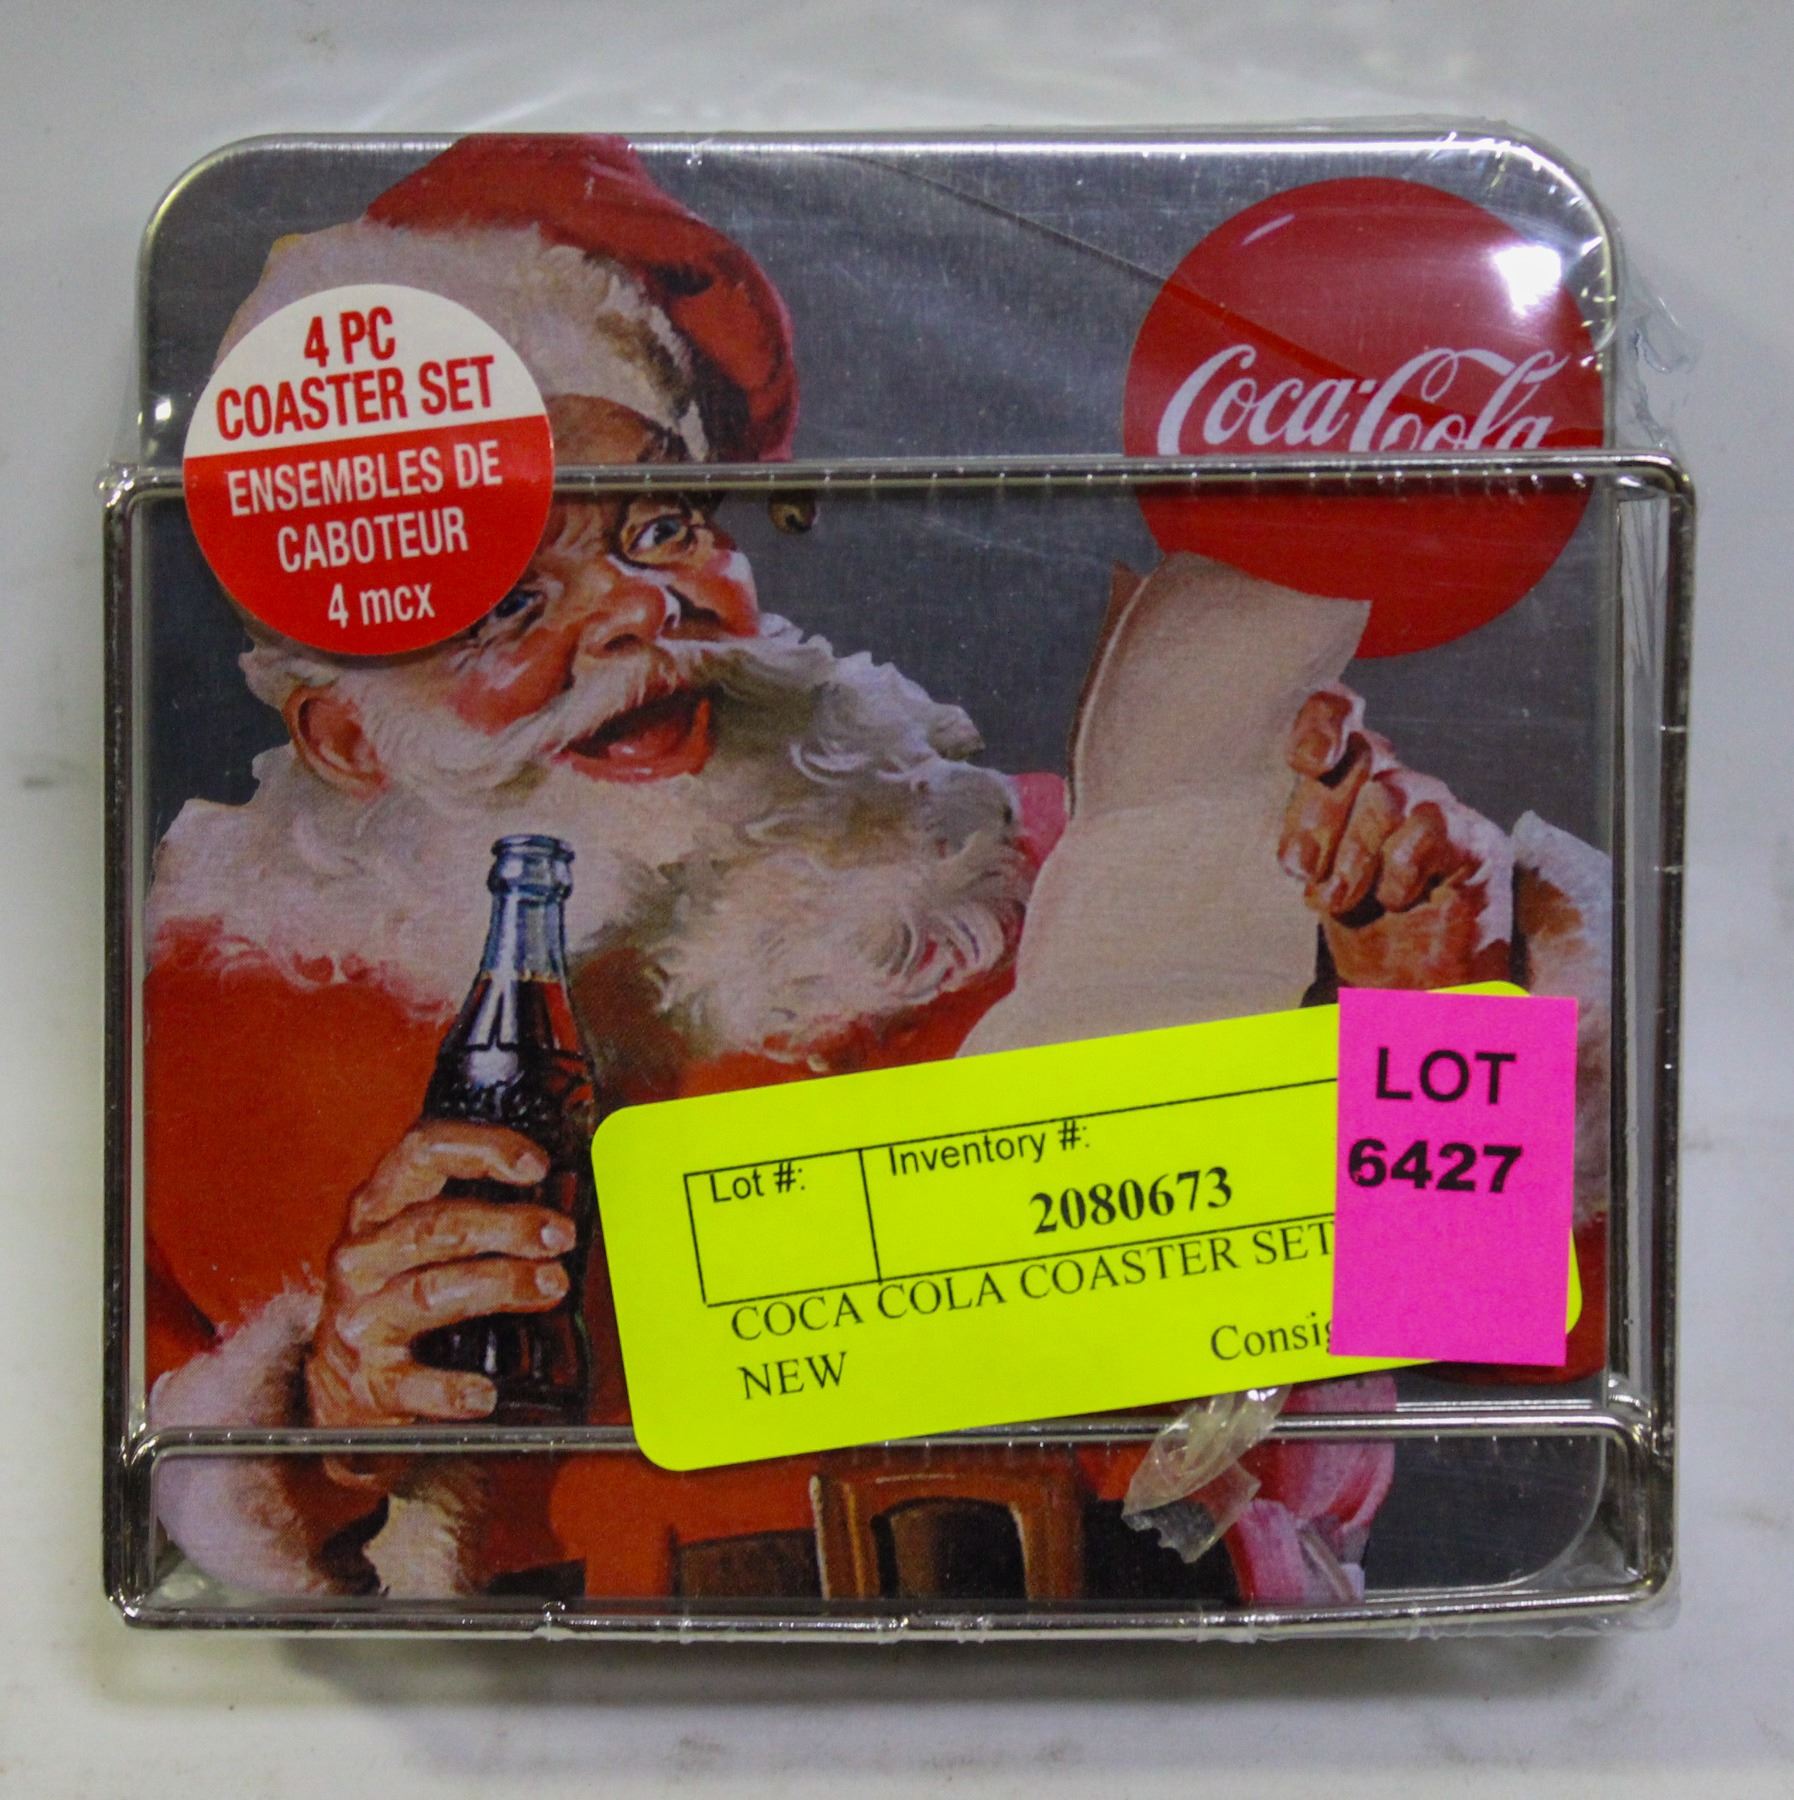 4 PC
COASTER SET
ENSEMBLES DE
CABOTEUR
4 mcx
Coca-Cola
Lot #:
Inventory #:
2080673
COCA COLA COASTER SET
NEW
LOT
6427